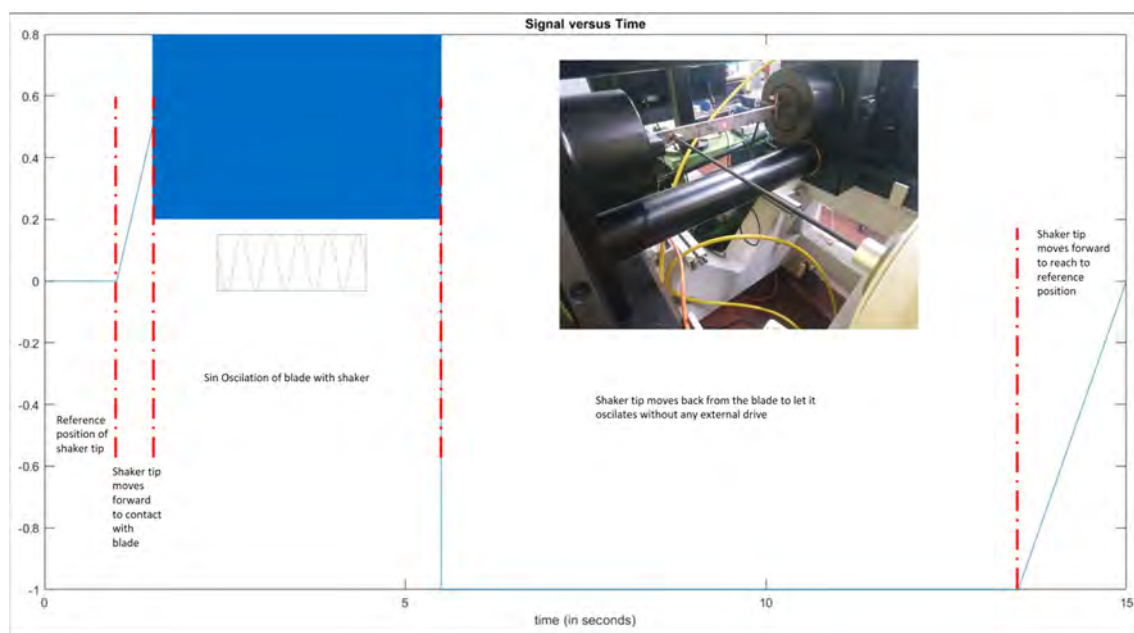 Signal versus Time
0.8
0.6
0.4
0.2
0
-0.2
-0.4
-0.6
-0.8
-1
Shaker tip
moves forward
to reach to
reference
position
Sin Oscilation of blade with shaker
Shaker tip moves back from the blade to let it
oscilates without any external drive
Reference
position of
shaker tip
Shaker tip
moves
forward
to contact
with
blade
0
5
10
15
time (in seconds)